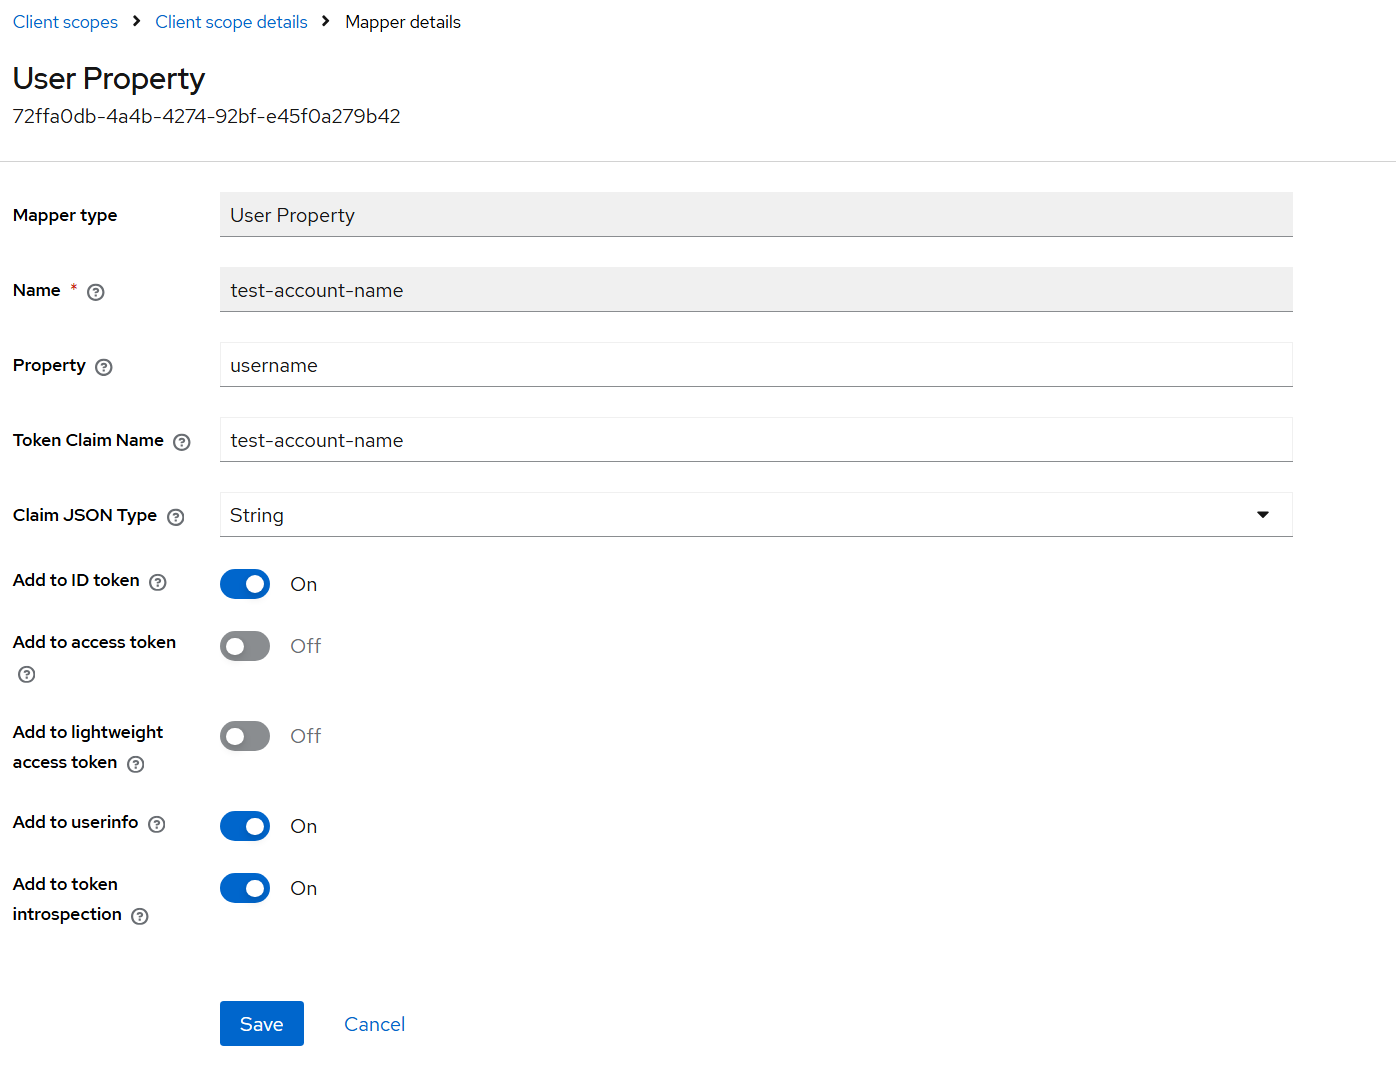 Client scopes > Client scope details > Mapper details
User Property
72ffa0db-4a4b-4274-92bf-e45f0a279b42
Mapper type User Property
Name * ? test-account-name
Property ? username
Token Claim Name ? test-account-name
Claim JSON Type ? String
Add to ID token ? On
Add to access token Off
?
Add to lightweight Off
access token ?
Add to userinfo ? On
Add to token On
introspection ?
Save Cancel